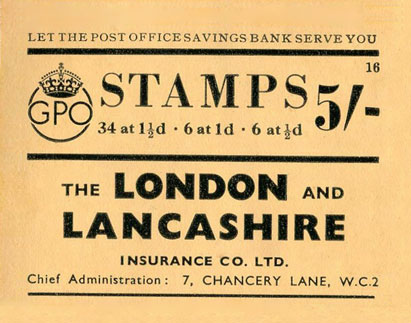 LET THE POST OFFICE SAVINGS BANK SERVE YOU
16
GPO STAMPS 5/-
34 at 1½d · 6 at 1d · 6 at ½d
THE LONDON AND
LANCASHIRE
INSURANCE CO. LTD.
Chief Administration: 7, CHANCERY LANE, W.C.2